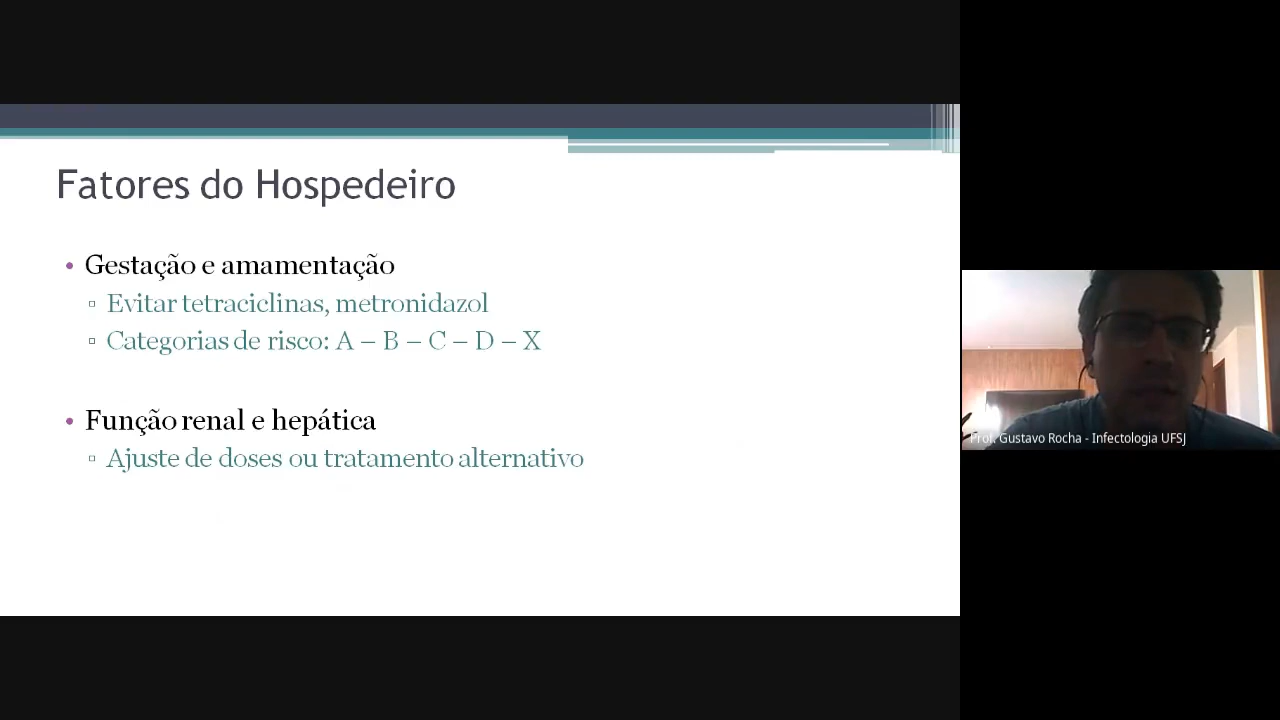 Fatores do Hospedeiro
• Gestação e amamentação
▫ Evitar tetraciclinas, metronidazol
▫ Categorias de risco: A – B – C – D – X
• Função renal e hepática
▫ Ajuste de doses ou tratamento alternativo
Prof. Gustavo Rocha - Infectologia UFSJ